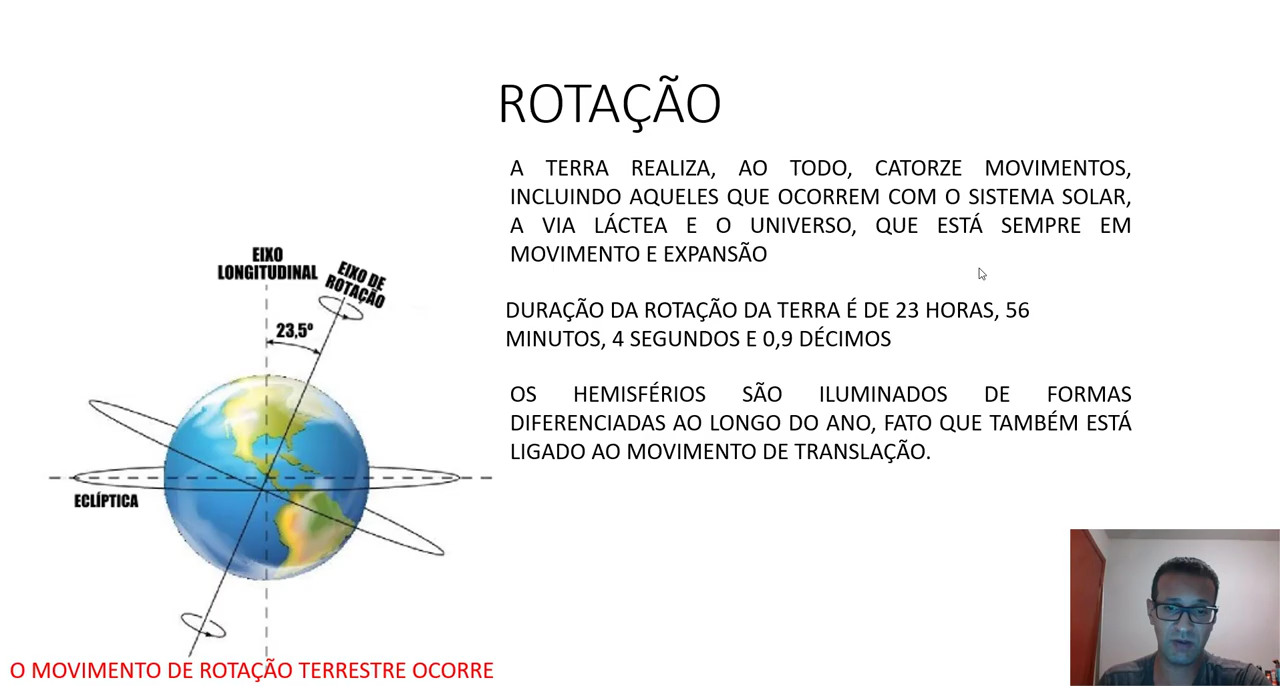 ROTAÇÃO
A TERRA REALIZA, AO TODO, CATORZE MOVIMENTOS,
INCLUINDO AQUELES QUE OCORREM COM O SISTEMA SOLAR,
A VIA LÁCTEA E O UNIVERSO, QUE ESTÁ SEMPRE EM
MOVIMENTO E EXPANSÃO
DURAÇÃO DA ROTAÇÃO DA TERRA É DE 23 HORAS, 56
MINUTOS, 4 SEGUNDOS E 0,9 DÉCIMOS
OS HEMISFÉRIOS SÃO ILUMINADOS DE FORMAS
DIFERENCIADAS AO LONGO DO ANO, FATO QUE TAMBÉM ESTÁ
LIGADO AO MOVIMENTO DE TRANSLAÇÃO.
EIXO
LONGITUDINAL
EIXO DE
ROTAÇÃO
23,5º
ECLÍPTICA
O MOVIMENTO DE ROTAÇÃO TERRESTRE OCORRE